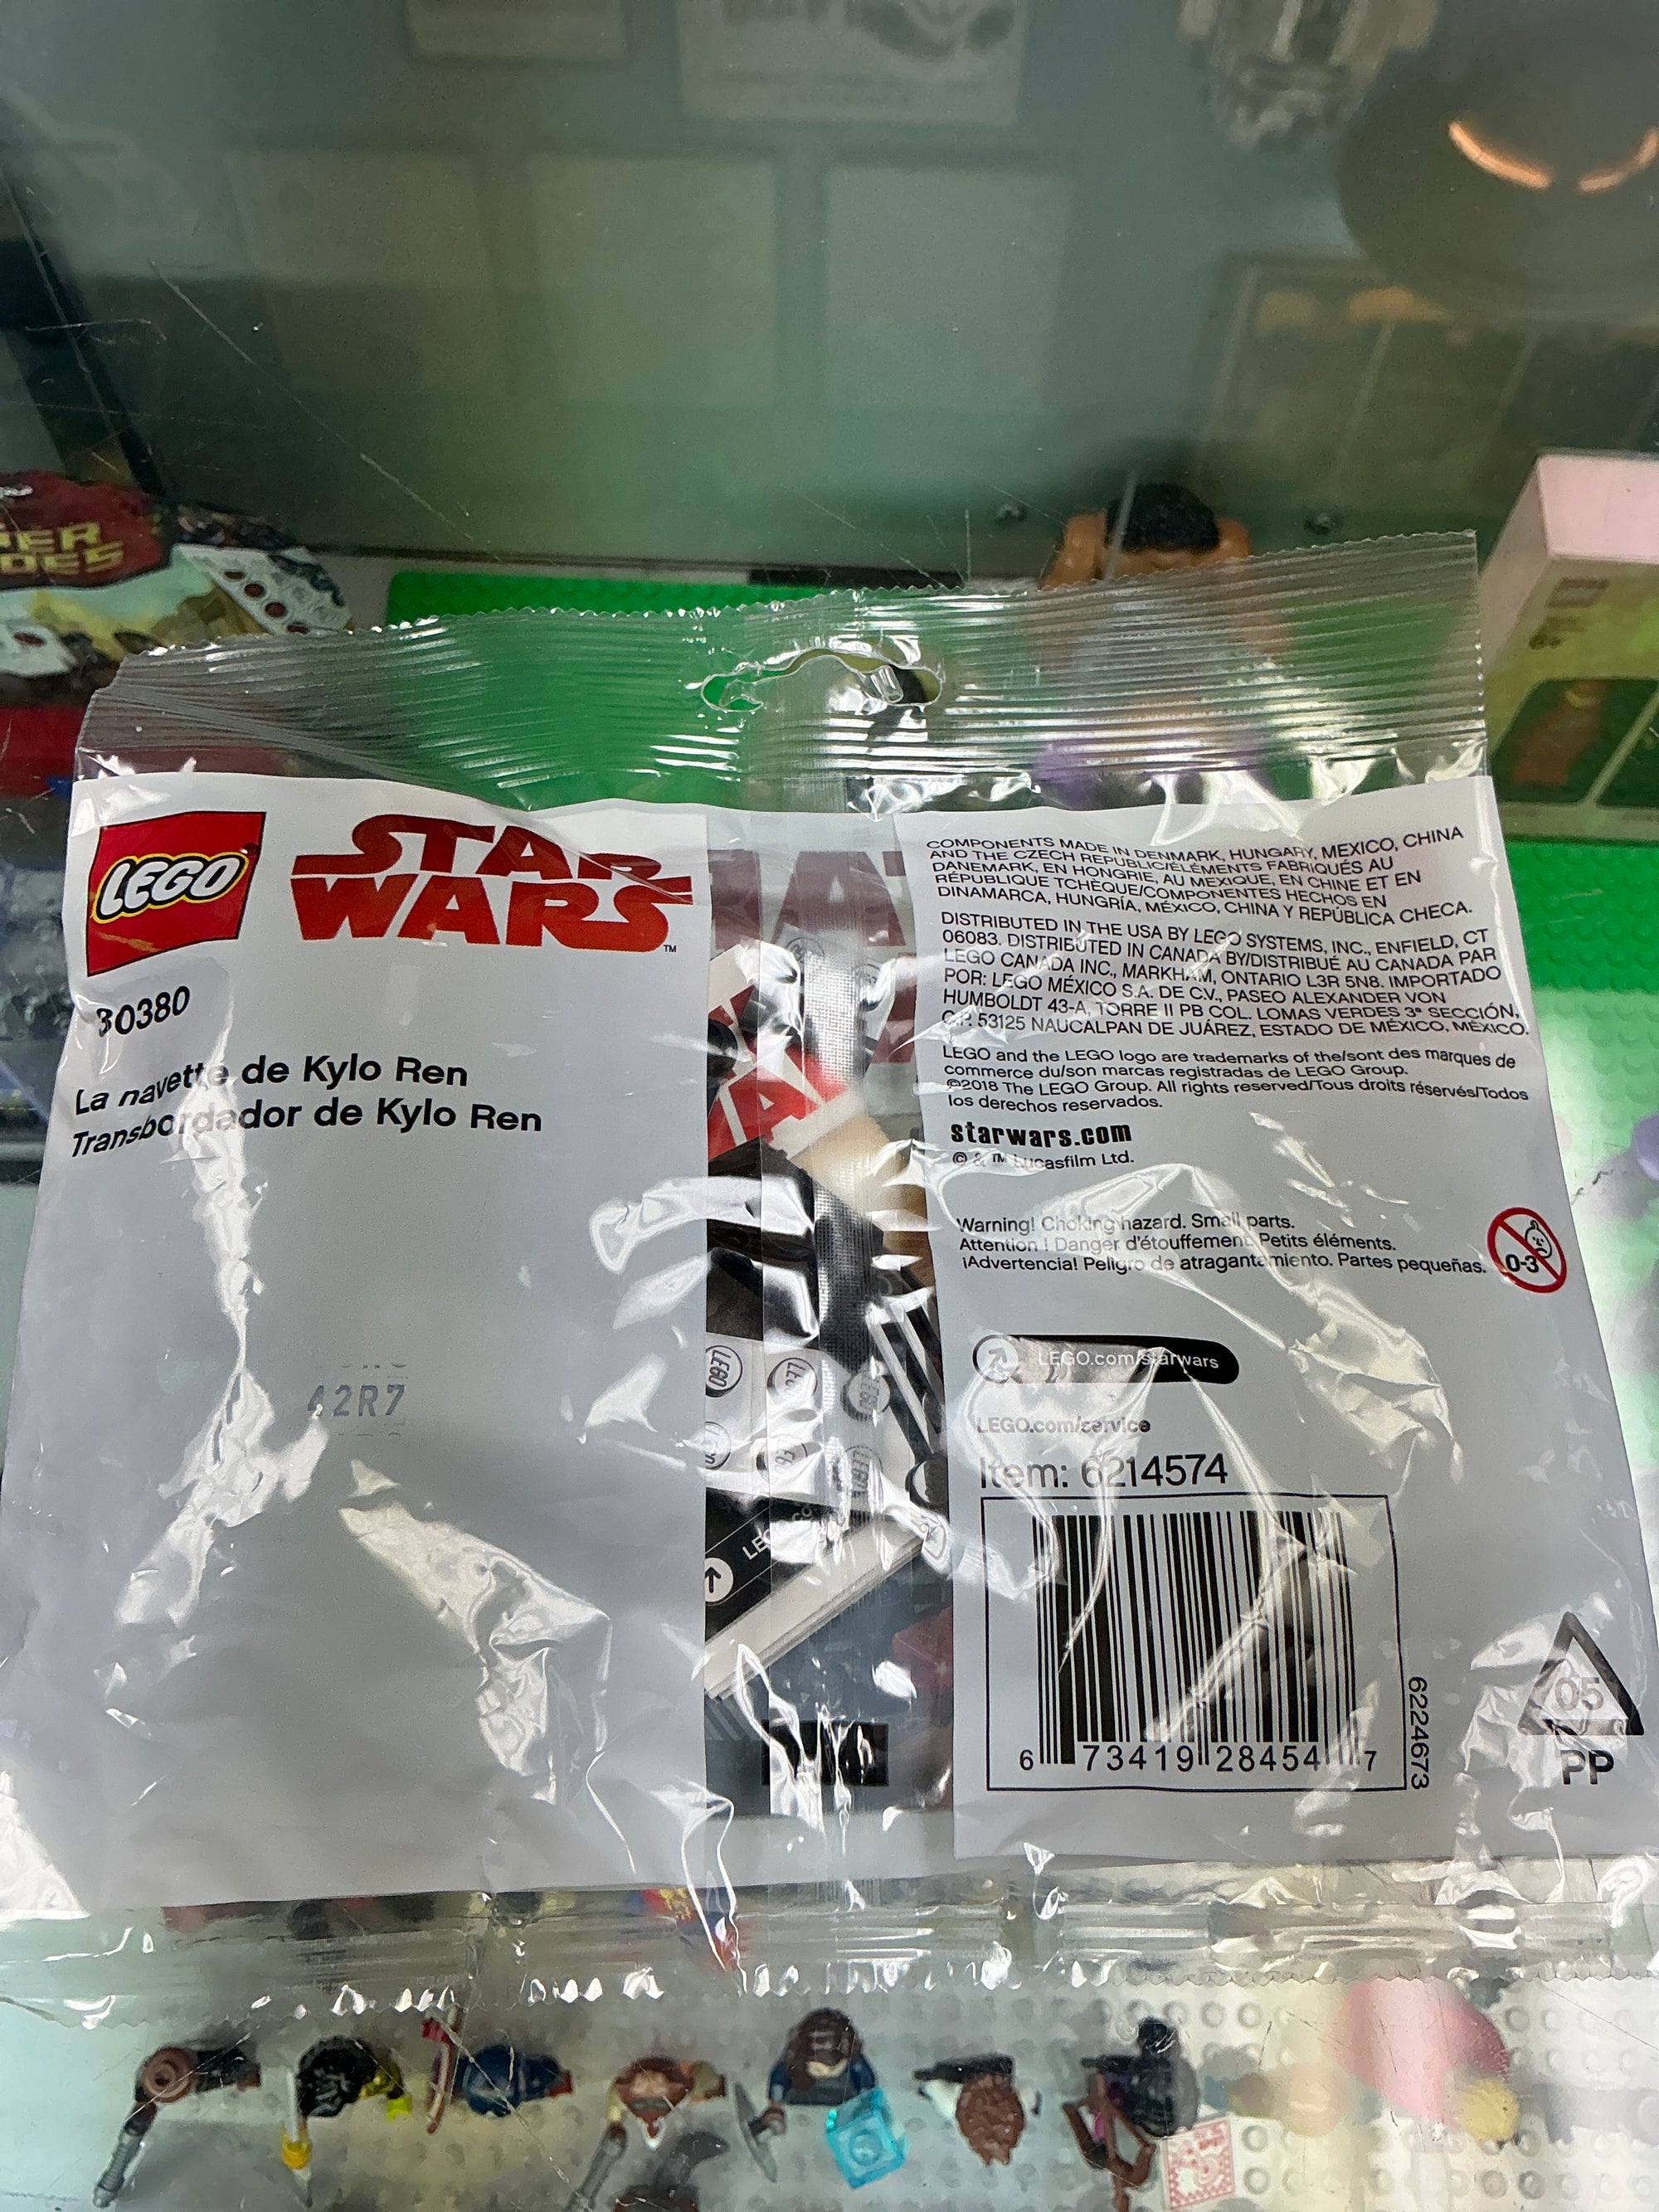 LEGO
STAR
WARS™
30380
La navette de Kylo Ren
Transbordador de Kylo Ren
42R7
COMPONENTS MADE IN DENMARK, HUNGARY, MEXICO, CHINA
AND THE CZECH REPUBLIC/ÉLÉMENTS FABRIQUÉS AU
DANEMARK, EN HONGRIE, AU MEXIQUE, EN CHINE ET EN
RÉPUBLIQUE TCHÈQUE/COMPONENTES HECHOS EN
DINAMARCA, HUNGRÍA, MÉXICO, CHINA Y REPÚBLICA CHECA.
DISTRIBUTED IN THE USA BY LEGO SYSTEMS, INC., ENFIELD, CT
06083. DISTRIBUTED IN CANADA BY/DISTRIBUÉ AU CANADA PAR
LEGO CANADA INC., MARKHAM, ONTARIO L3R 5N8. IMPORTADO
POR: LEGO MÉXICO S.A. DE C.V., PASEO ALEXANDER VON
HUMBOLDT 43-A, TORRE II PB COL. LOMAS VERDES 3ª SECCIÓN,
C.P. 53125 NAUCALPAN DE JUÁREZ, ESTADO DE MÉXICO, MÉXICO.
LEGO and the LEGO logo are trademarks of the/sont des marques de
commerce du/son marcas registradas de LEGO Group.
©2018 The LEGO Group. All rights reserved/Tous droits réservés/Todos
los derechos reservados.
starwars.com
© & ™ Lucasfilm Ltd.
Warning! Choking hazard. Small parts.
Attention ! Danger d'étouffement. Petits éléments.
¡Advertencia! Peligro de atragantamiento. Partes pequeñas.
0-3
LEGO.com/starwars
LEGO.com/service
Item: 6214574
6 73419 28454 7
6224673
05
PP
LEGO
LEGO
6+